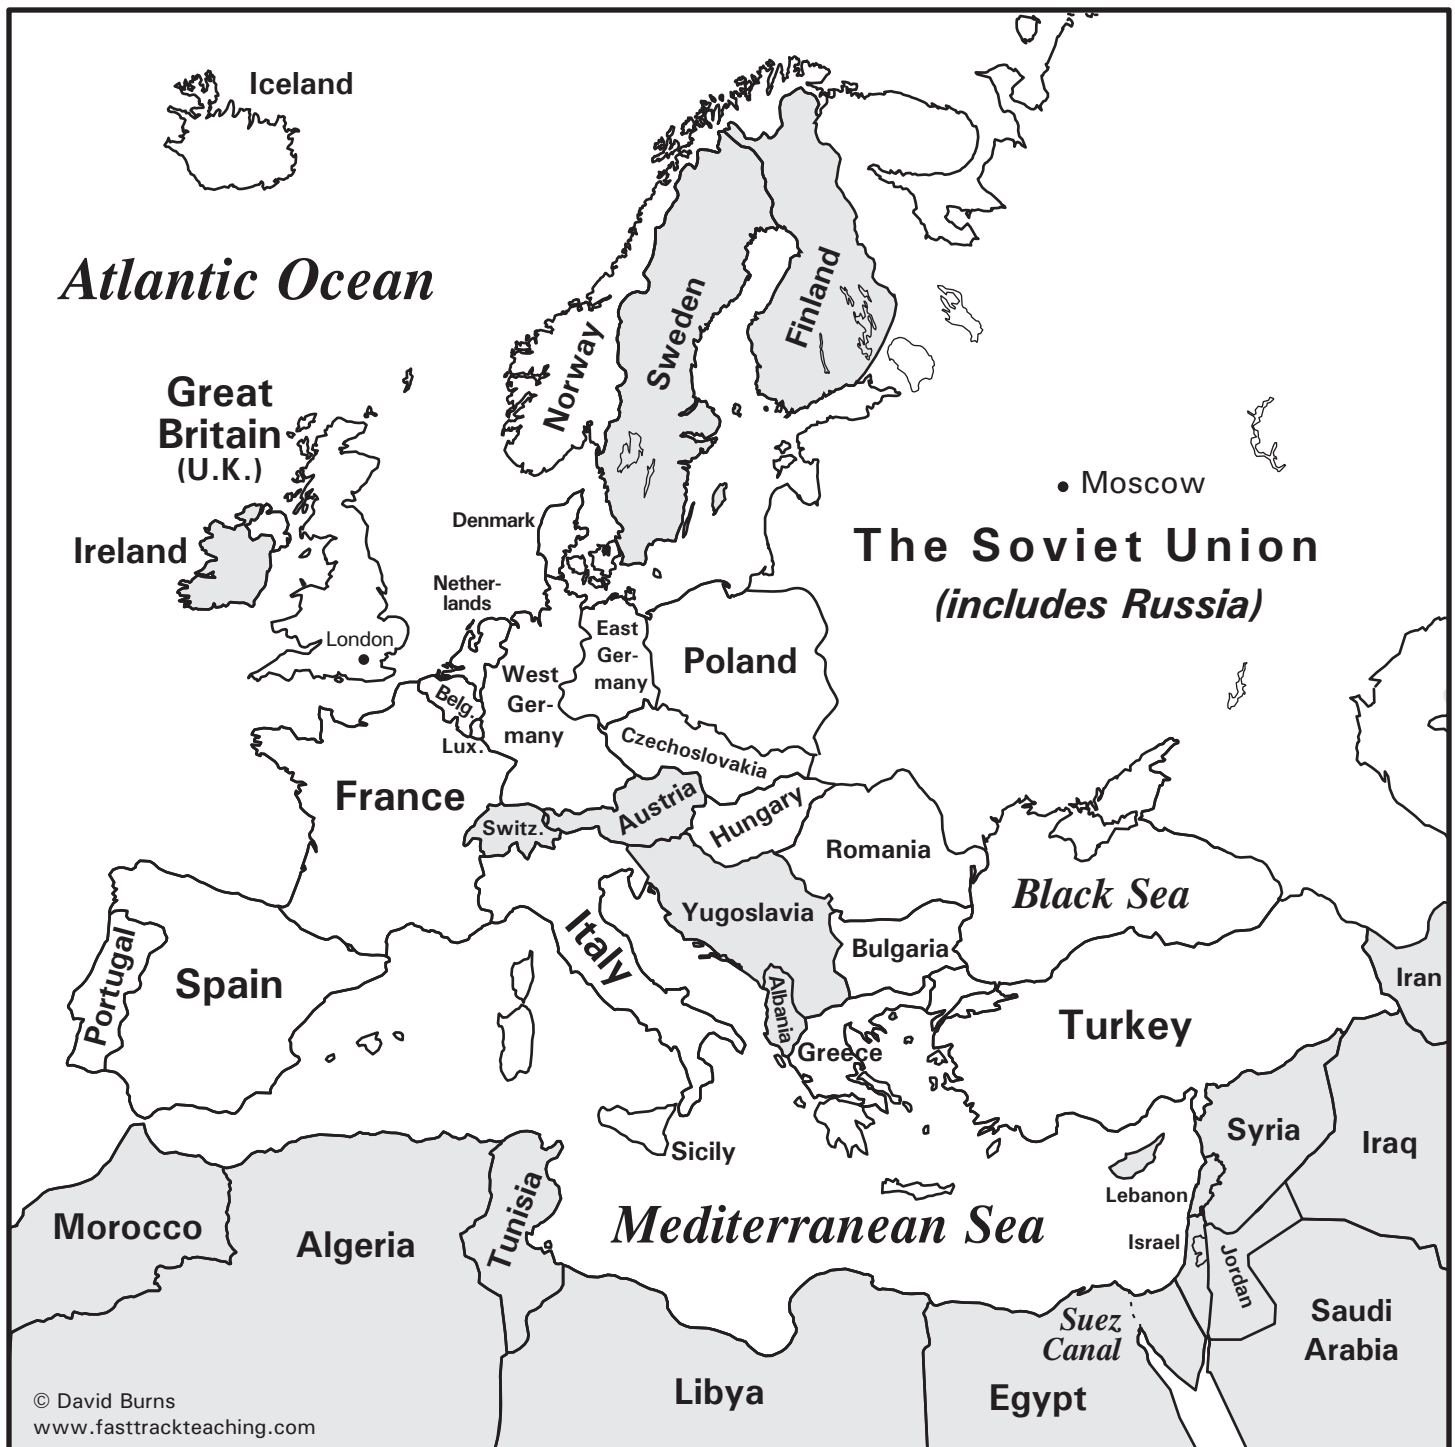 Iceland
Atlantic Ocean
Great
Britain
(U.K.)
Ireland
London
Norway
Sweden
Finland
Denmark
Nether-
lands
Belg.
Lux.
West
Ger-
many
East
Ger-
many
Poland
Moscow
The Soviet Union
(includes Russia)
Czechoslovakia
France
Switz.
Austria
Hungary
Romania
Black Sea
Yugoslavia
Bulgaria
Italy
Portugal
Spain
Albania
Greece
Turkey
Iran
Sicily
Syria
Iraq
Lebanon
Israel
Jordan
Mediterranean Sea
Morocco
Algeria
Tunisia
Libya
Egypt
Suez
Canal
Saudi
Arabia
© David Burns
www.fasttrackteaching.com